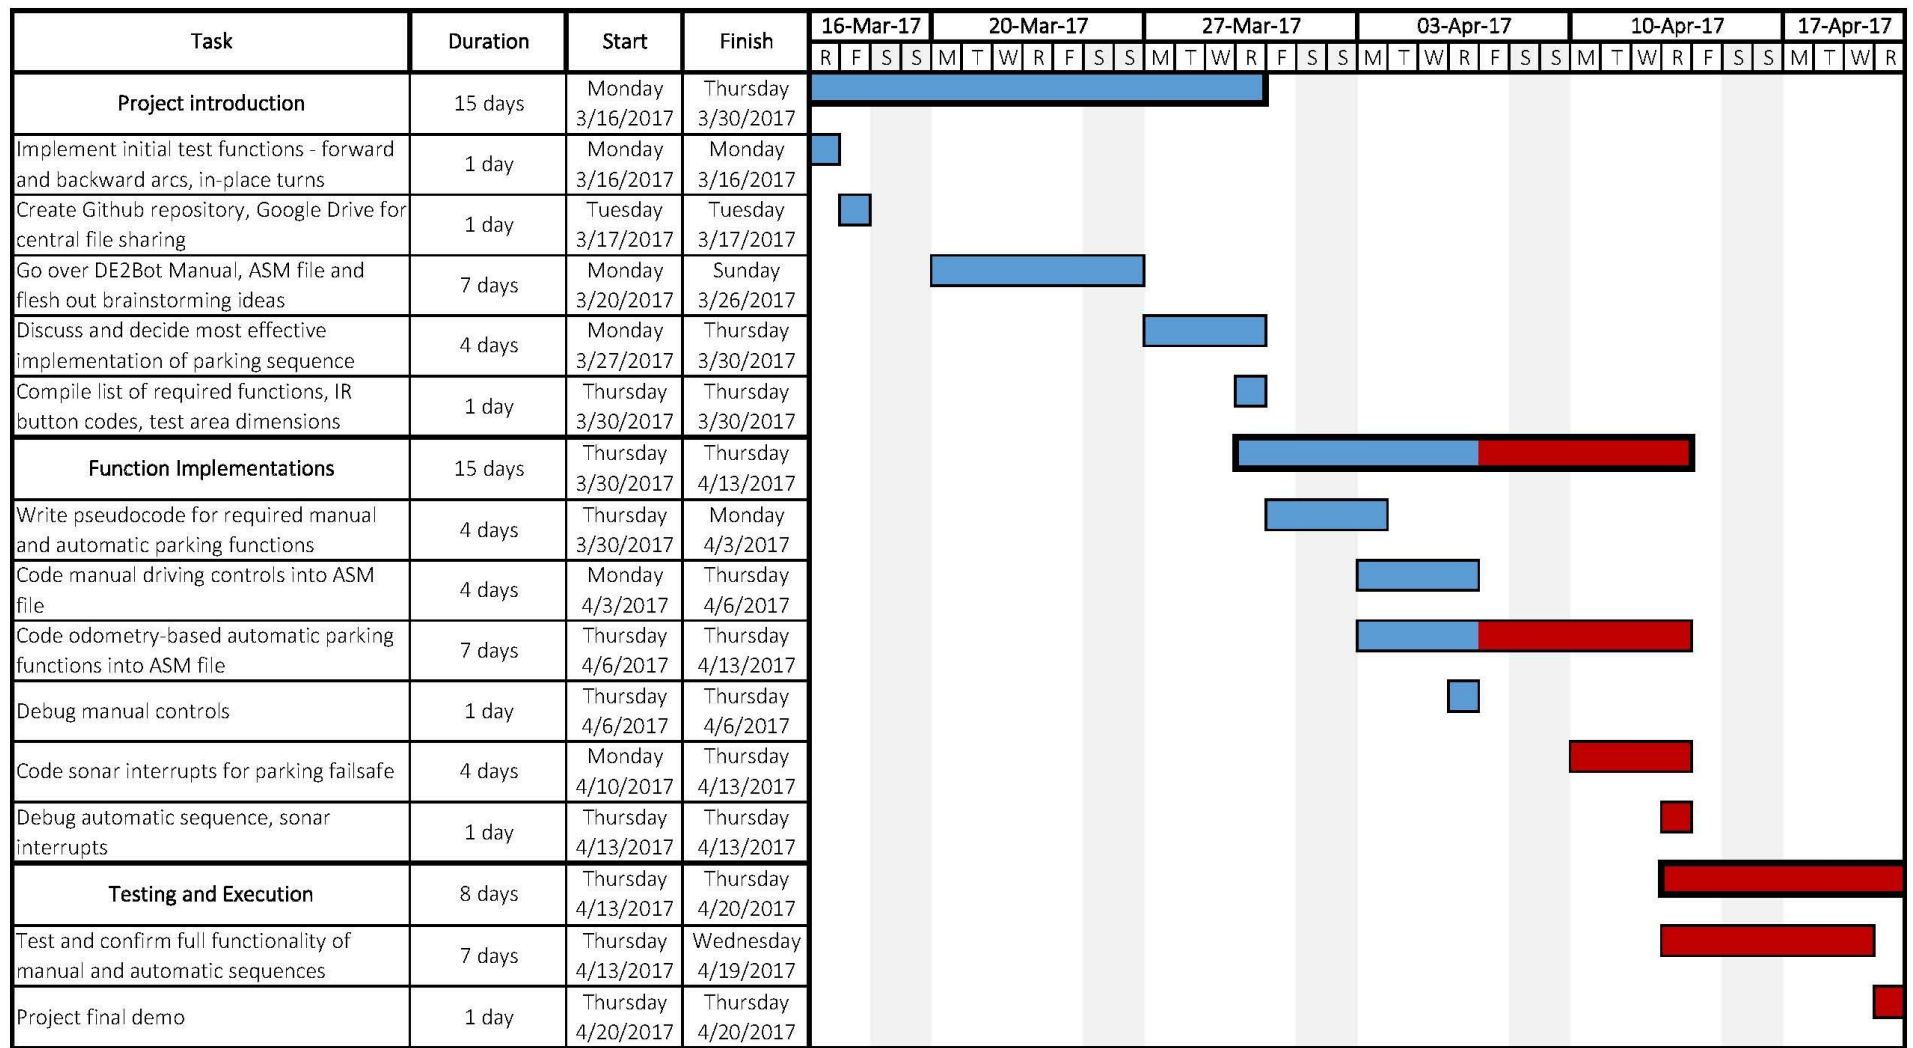 Task Duration Start Finish 16-Mar-17 20-Mar-17 27-Mar-17 03-Apr-17 10-Apr-17 17-Apr-17
R F S S M T W R F S S M T W R F S S M T W R F S S M T W R F S S M T W R
Project introduction 15 days Monday Thursday
3/16/2017 3/30/2017
Implement initial test functions - forward
and backward arcs, in-place turns
1 day Monday Monday
3/16/2017 3/16/2017
Create Github repository, Google Drive for
central file sharing
1 day Tuesday Tuesday
3/17/2017 3/17/2017
Go over DE2Bot Manual, ASM file and
flesh out brainstorming ideas
7 days Monday Sunday
3/20/2017 3/26/2017
Discuss and decide most effective
implementation of parking sequence
4 days Monday Thursday
3/27/2017 3/30/2017
Compile list of required functions, IR
button codes, test area dimensions
1 day Thursday Thursday
3/30/2017 3/30/2017
Function Implementations 15 days Thursday Thursday
3/30/2017 4/13/2017
Write pseudocode for required manual
and automatic parking functions
4 days Thursday Monday
3/30/2017 4/3/2017
Code manual driving controls into ASM
file
4 days Monday Thursday
4/3/2017 4/6/2017
Code odometry-based automatic parking
functions into ASM file
7 days Thursday Thursday
4/6/2017 4/13/2017
Debug manual controls 1 day Thursday Thursday
4/6/2017 4/6/2017
Code sonar interrupts for parking failsafe 4 days Monday Thursday
4/10/2017 4/13/2017
Debug automatic sequence, sonar
interrupts
1 day Thursday Thursday
4/13/2017 4/13/2017
Testing and Execution 8 days Thursday Thursday
4/13/2017 4/20/2017
Test and confirm full functionality of
manual and automatic sequences
7 days Thursday Wednesday
4/13/2017 4/19/2017
Project final demo 1 day Thursday Thursday
4/20/2017 4/20/2017